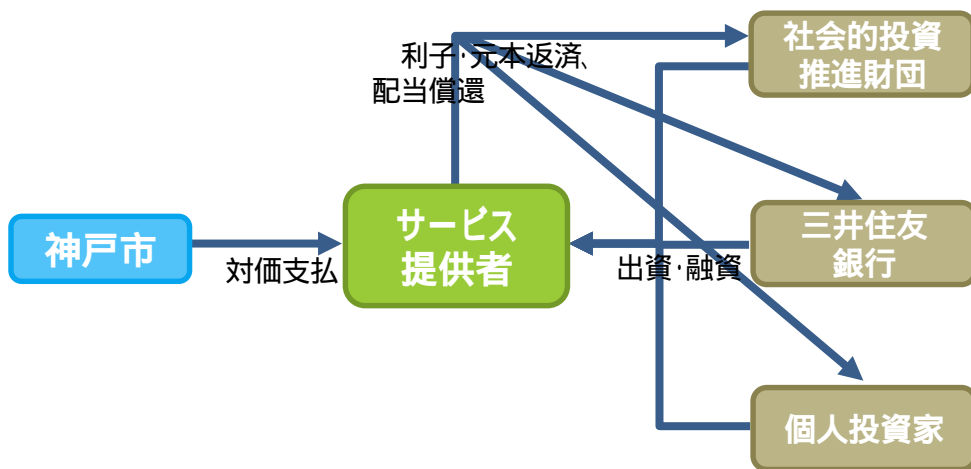 社会的投資
推進財団
利子・元本返済、
配当償還
サービス
提供者
神戸市
対価支払
三井住友
銀行
出資・融資
個人投資家